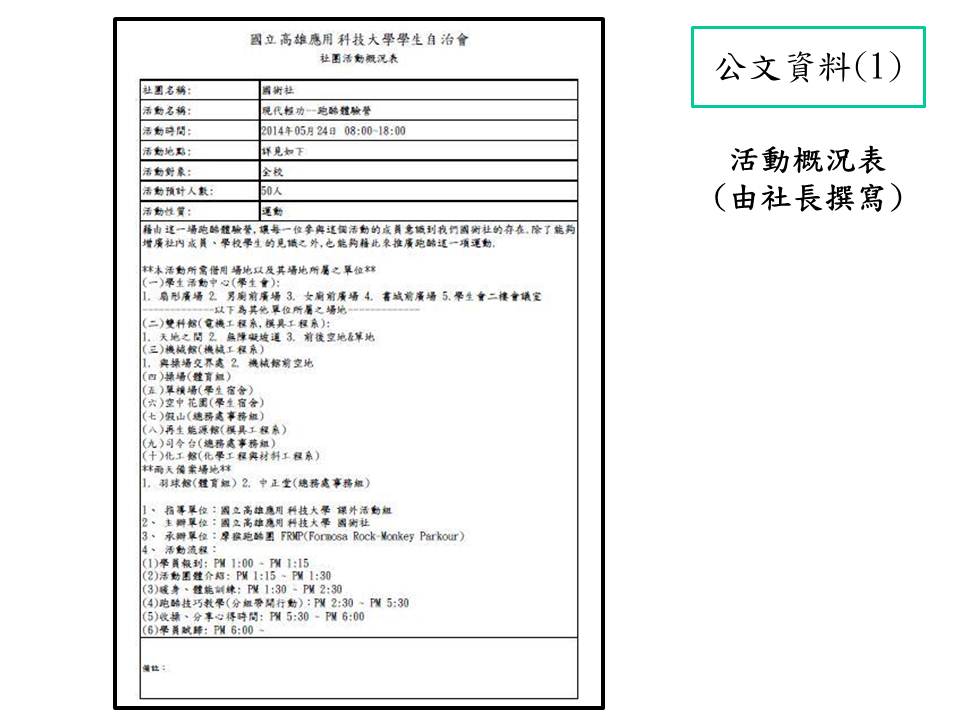 國立高雄應用科技大學學生自治會
社團活動概況表
社團名稱: 國術社
活動名稱: 現代輕功--跑酷體驗營
活動時間: 2014年05月24日 08:00~18:00
活動地點: 詳見如下
活動對象: 全校
活動預計人數: 50人
活動性質: 運動
藉由這一場跑酷體驗營,讓每一位參與這個活動的成員意識到我們國術社的存在.除了能夠
增廣社內成員、學校學生的見識之外,也能夠藉此來推廣跑酷這一項運動.
**本活動所需借用場地以及其場地所屬之單位**
(一)學生活動中心(學生會):
1. 扇形廣場 2. 男廁前廣場 3. 女廁前廣場 4. 書城前廣場 5.學生會二樓會議室
--------------以下為其他單位所屬之場地--------------
(二)雙科館(電機工程系,模具工程系):
1. 天地之間 2. 無障礙坡道 3. 前後空地&草地
(三)機械館(機械工程系)
1. 與操場交界處 2. 機械館前空地
(四)操場(體育組)
(五)單槓場(學生宿舍)
(六)空中花園(學生宿舍)
(七)假山(總務處事務組)
(八)再生能源館(模具工程系)
(九)司令台(總務處事務組)
(十)化工館(化學工程與材料工程系)
**雨天備案場地**
1. 羽球館(體育組) 2. 中正堂(總務處事務組)
1、 指導單位：國立高雄應用科技大學 課外活動組
2、 主辦單位：國立高雄應用科技大學 國術社
3、 承辦單位：摩猴跑酷團 FRMP(Formosa Rock-Monkey Parkour)
4、 活動流程：
(1)學員報到: PM 1:00 ~ PM 1:15
(2)活動團體介紹: PM 1:15 ~ PM 1:30
(3)暖身、體能訓練: PM 1:30 ~ PM 2:30
(4)跑酷技巧教學(分組帶開行動)：PM 2:30 ~ PM 5:30
(5)收操、分享心得時間: PM 5:30 ~ PM 6:00
(6)學員賦歸: PM 6:00 ~
備註：
公文資料(1)
活動概況表
(由社長撰寫)